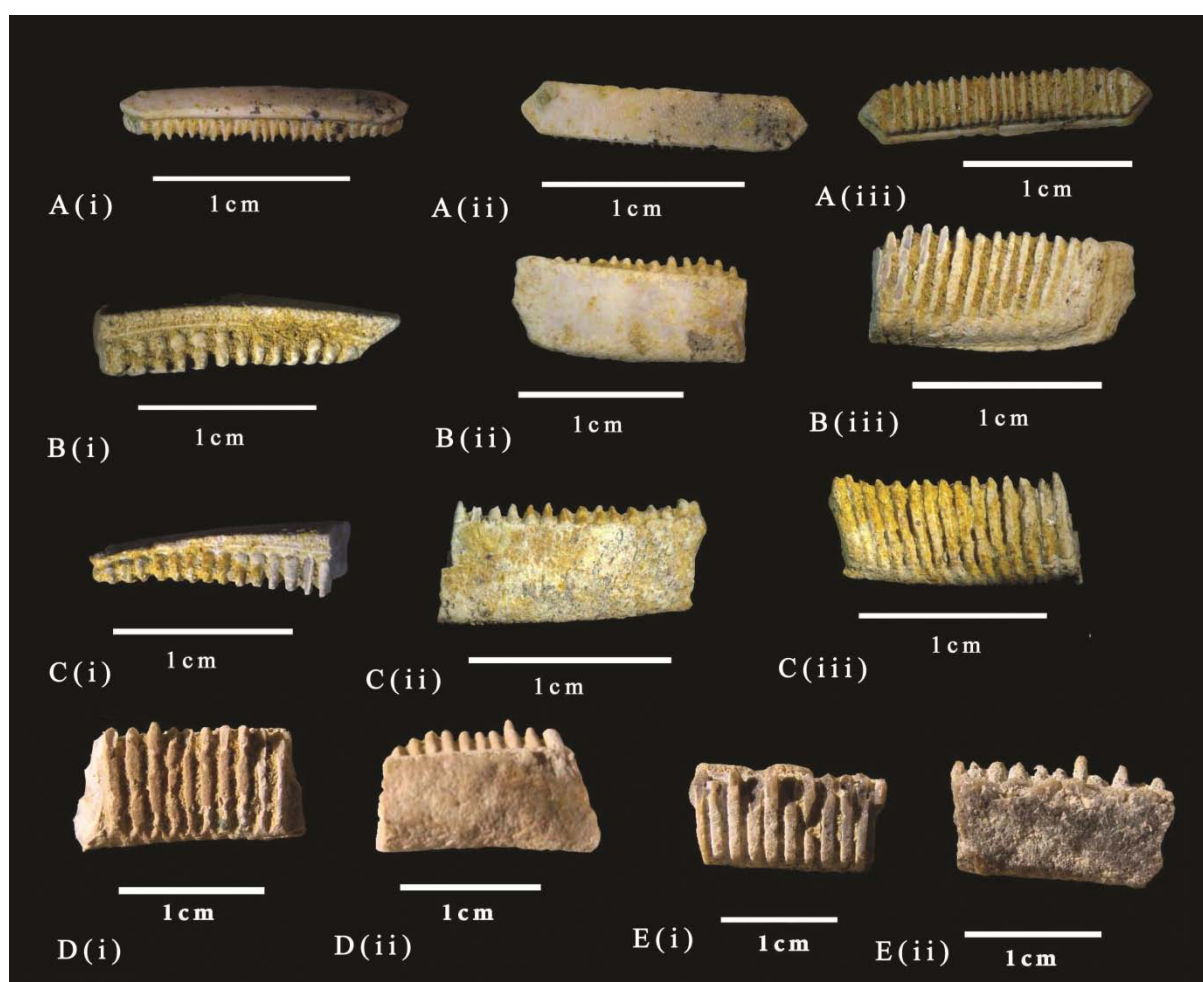 1cm
1cm
1cm
A(i)
A(ii)
A(iii)
1cm
1cm
1cm
B(i)
B(ii)
B(iii)
1cm
1cm
1cm
C(i)
C(ii)
C(iii)
1cm
1cm
1cm
1cm
D(i)
D(ii)
E(i)
E(ii)